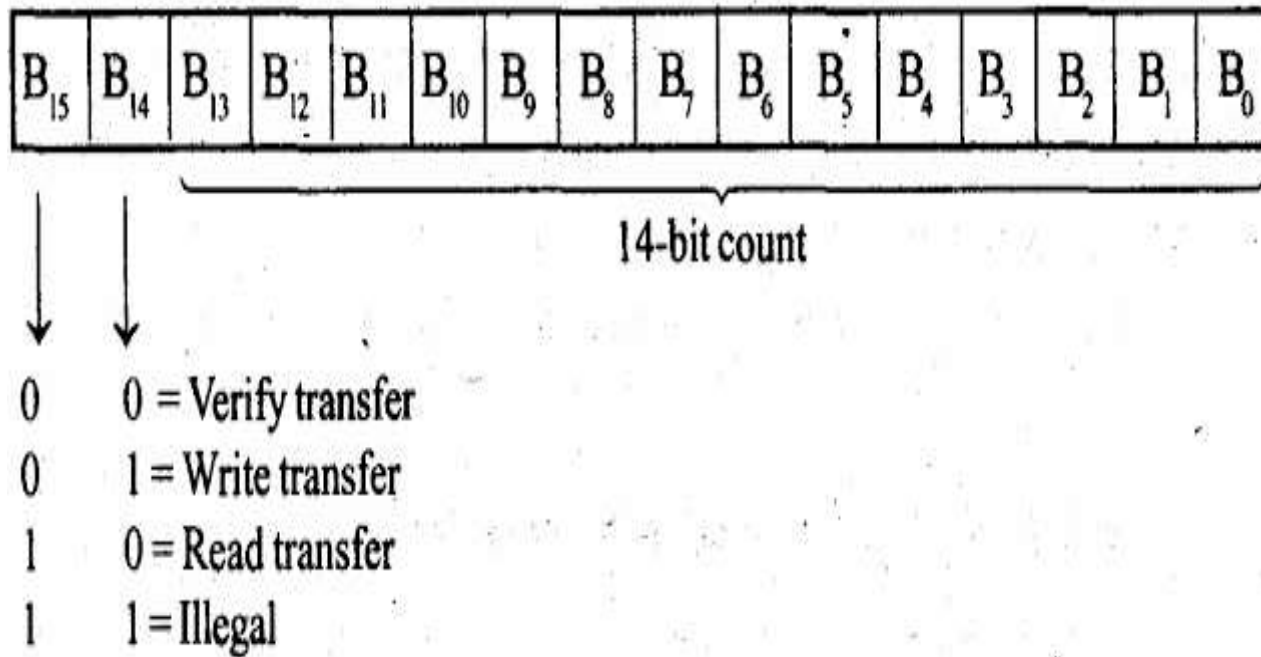 B₁₅ B₁₄ B₁₃ B₁₂ B₁₁ B₁₀ B₉ B₈ B₇ B₆ B₅ B₄ B₃ B₂ B₁ B₀
14-bit count
0 0 = Verify transfer
0 1 = Write transfer
1 0 = Read transfer
1 1 = Illegal